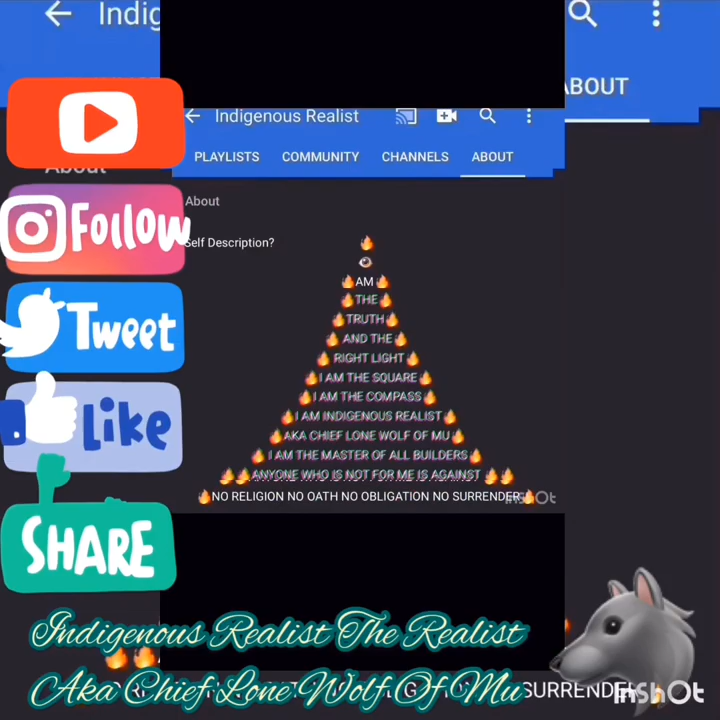 Indig
ABOUT
About
Indigenous Realist
PLAYLISTS COMMUNITY CHANNELS ABOUT
About
Self Description?
AM
THE
TRUTH
AND THE
RIGHT LIGHT
I AM THE SQUARE
I AM THE COMPASS
I AM INDIGENOUS REALIST
AKA CHIEF LONE WOLF OF MU
I AM THE MASTER OF ALL BUILDERS
ANYONE WHO IS NOT FOR ME IS AGAINST
NO RELIGION NO OATH NO OBLIGATION NO SURRENDER
InShOt
Follow
Tweet
Like
SHARE
Indigenous Realist The Realist
Aka Chief Lone Wolf Of Mu
SURRENDER
InShOt